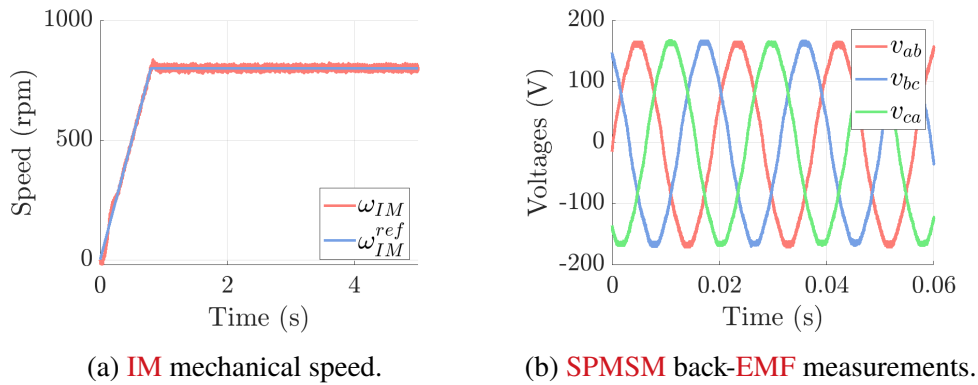 1000
500
0
Speed (rpm)
0 2 4
Time (s)
ω_IM
ω_IM^ref
200
100
0
-100
-200
Voltages (V)
0 0.02 0.04 0.06
Time (s)
v_ab
v_bc
v_ca
(a) IM mechanical speed.
(b) SPMSM back-EMF measurements.